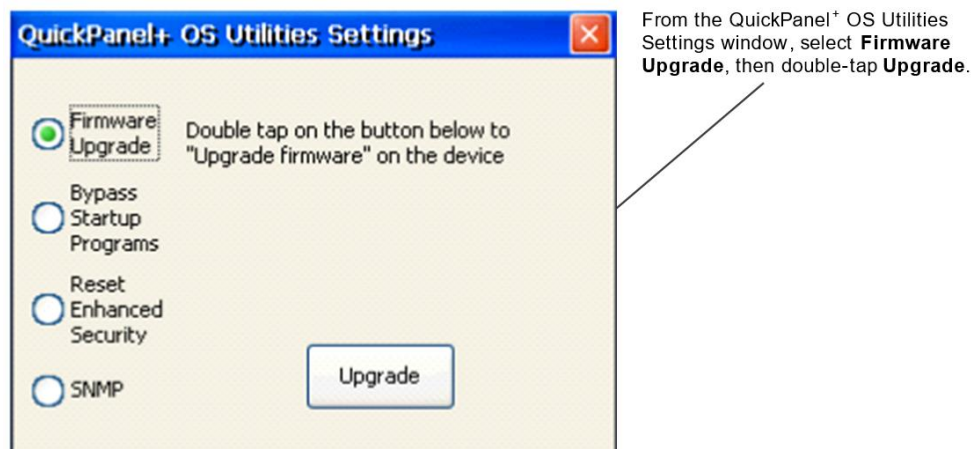 QuickPanel+ OS Utilities Settings
Firmware
Upgrade
Double tap on the button below to
"Upgrade firmware" on the device
Bypass
Startup
Programs
Reset
Enhanced
Security
SNMP
Upgrade
From the QuickPanel⁺ OS Utilities
Settings window, select Firmware
Upgrade, then double-tap Upgrade.